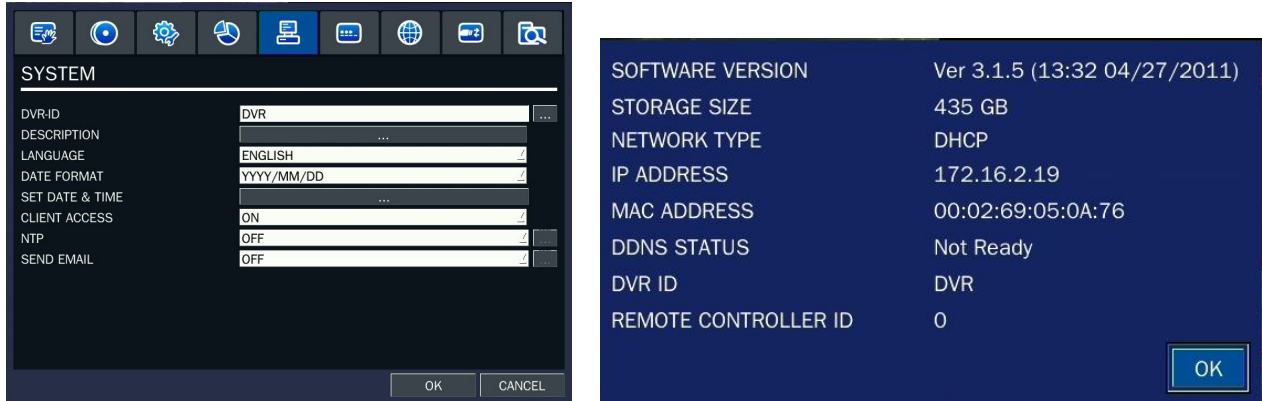 SYSTEM
DVR-ID DVR ...
DESCRIPTION ...
LANGUAGE ENGLISH
DATE FORMAT YYYY/MM/DD
SET DATE & TIME ...
CLIENT ACCESS ON
NTP OFF ...
SEND EMAIL OFF ...
OK CANCEL
SOFTWARE VERSION Ver 3.1.5 (13:32 04/27/2011)
STORAGE SIZE 435 GB
NETWORK TYPE DHCP
IP ADDRESS 172.16.2.19
MAC ADDRESS 00:02:69:05:0A:76
DDNS STATUS Not Ready
DVR ID DVR
REMOTE CONTROLLER ID 0
OK